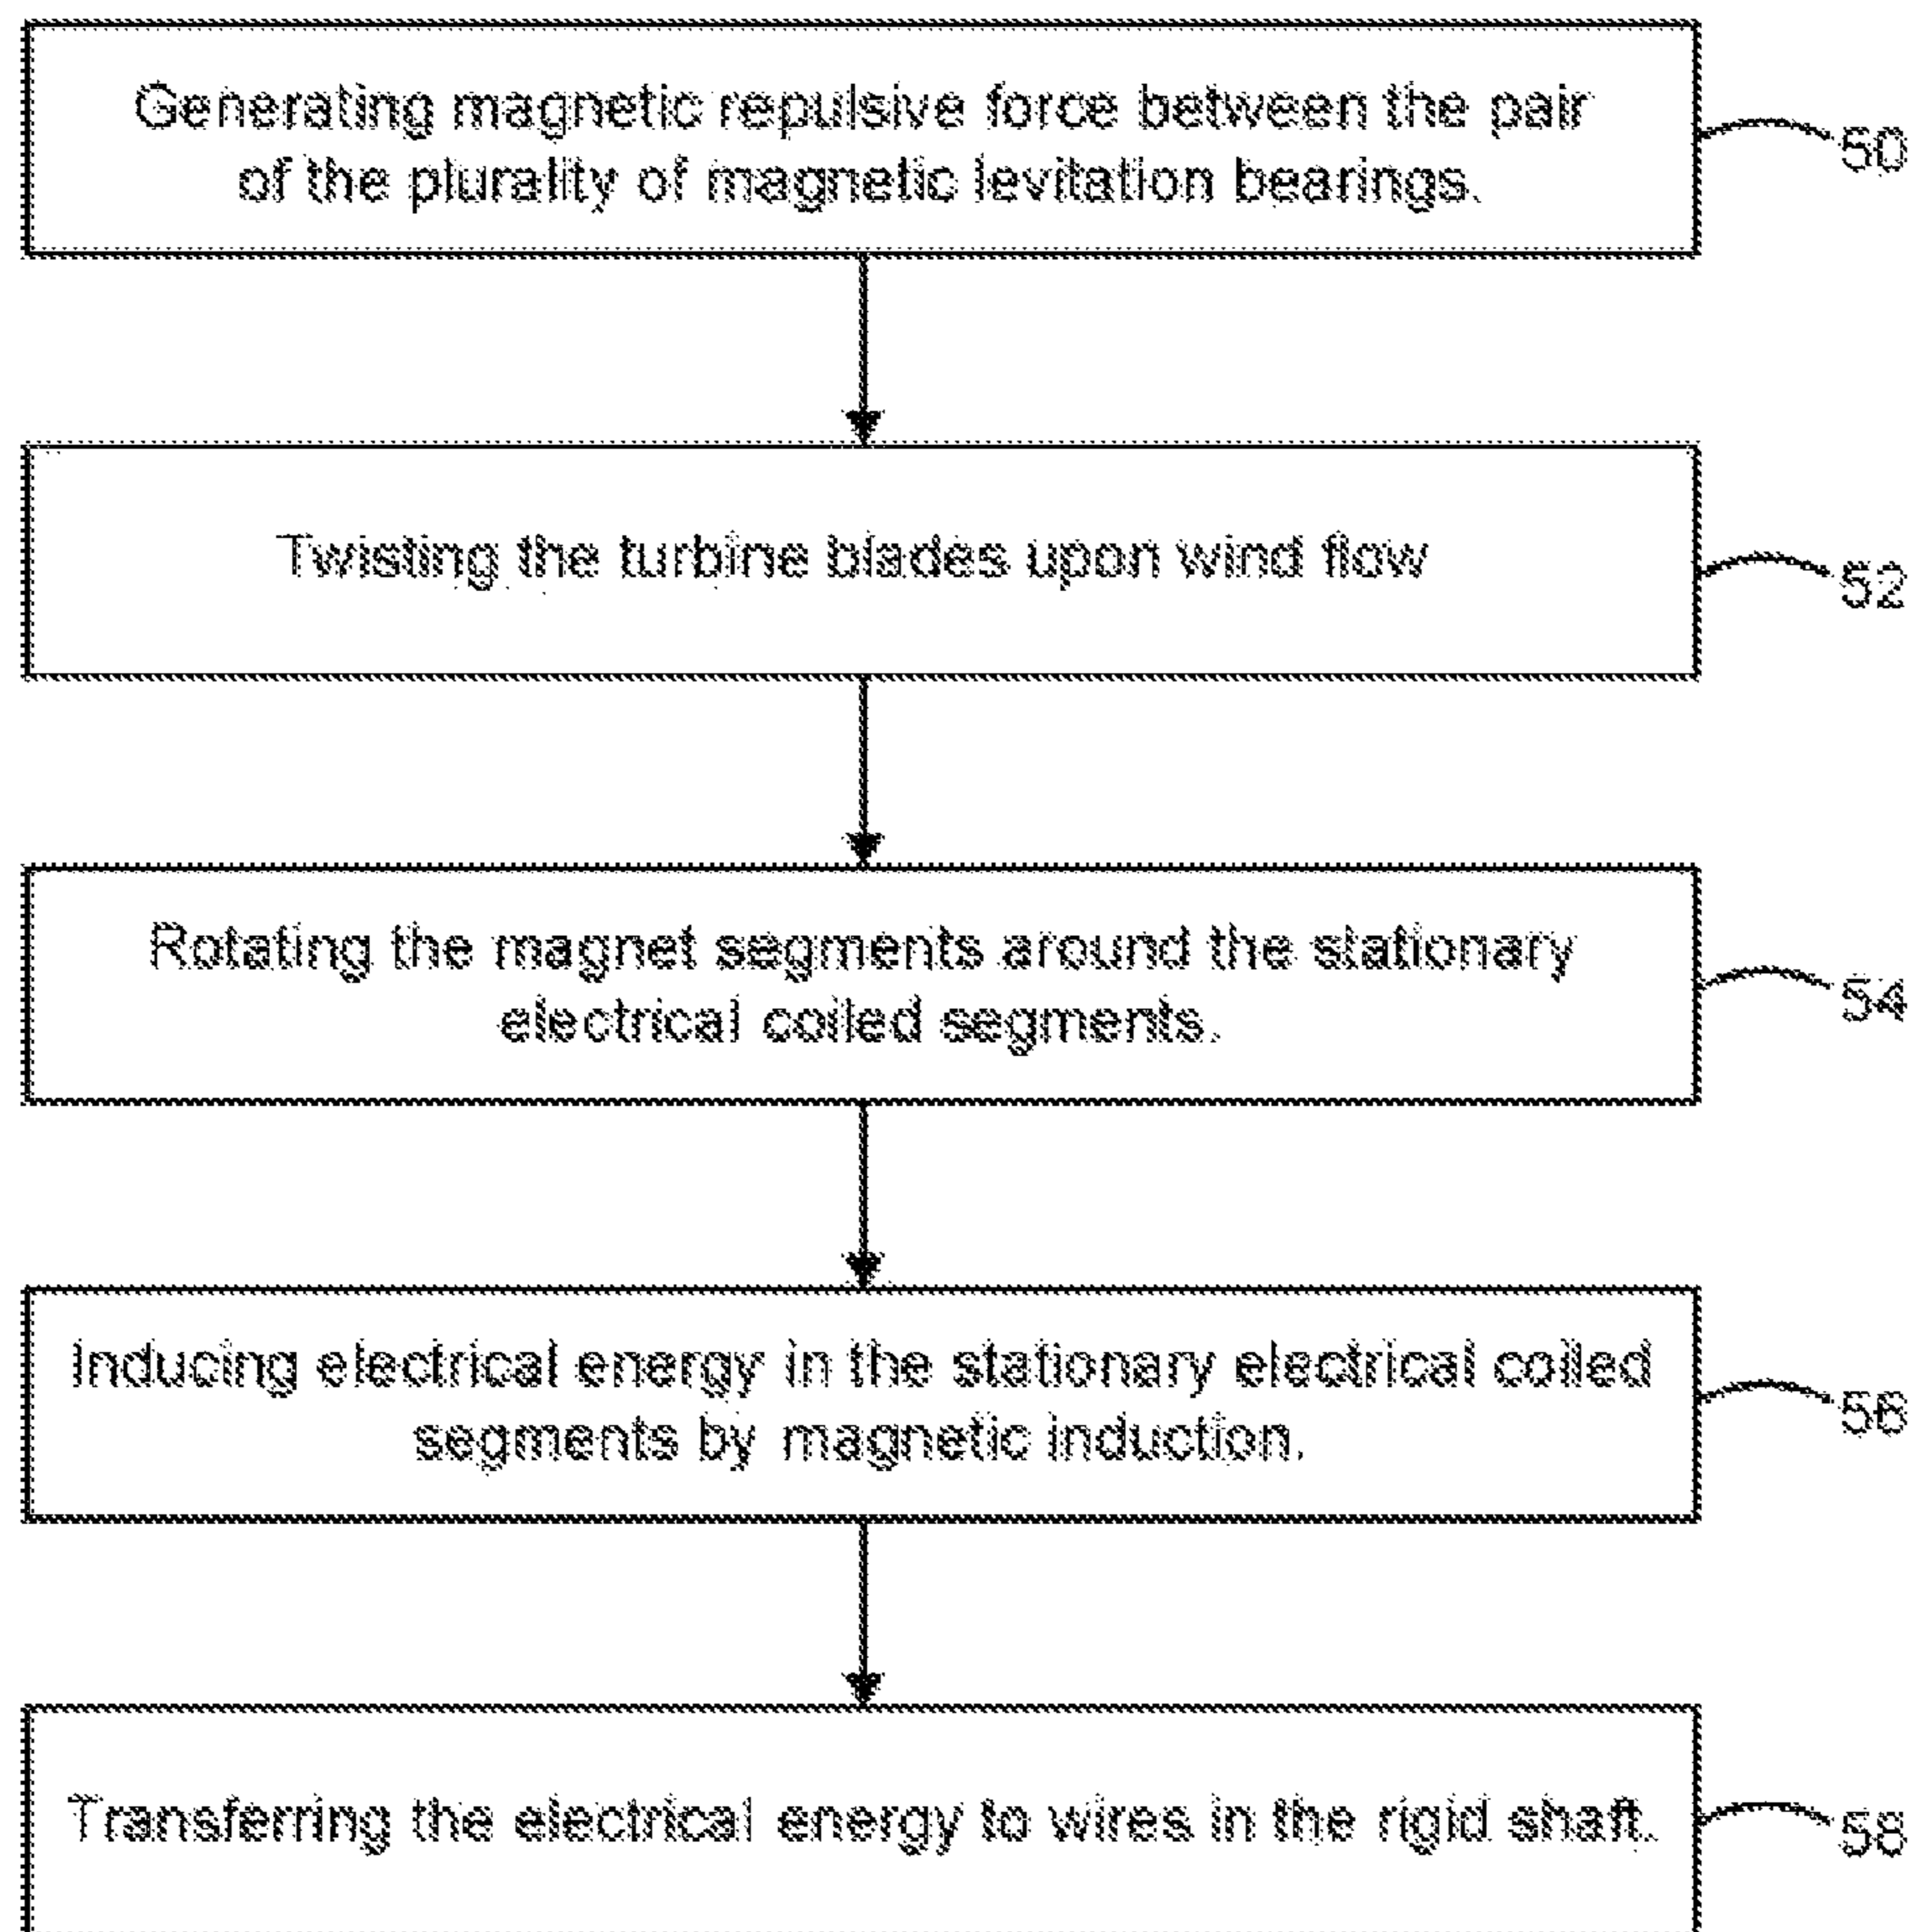 Generating magnetic repulsive force between the pair
of the plurality of magnetic levitation bearings.
50
Twisting the turbine blades upon wind flow
52
Rotating the magnet segments around the stationary
electrical coiled segments.
54
Inducing electrical energy in the stationary electrical coiled
segments by magnetic induction.
56
Transferring the electrical energy to wires in the rigid shaft.
58